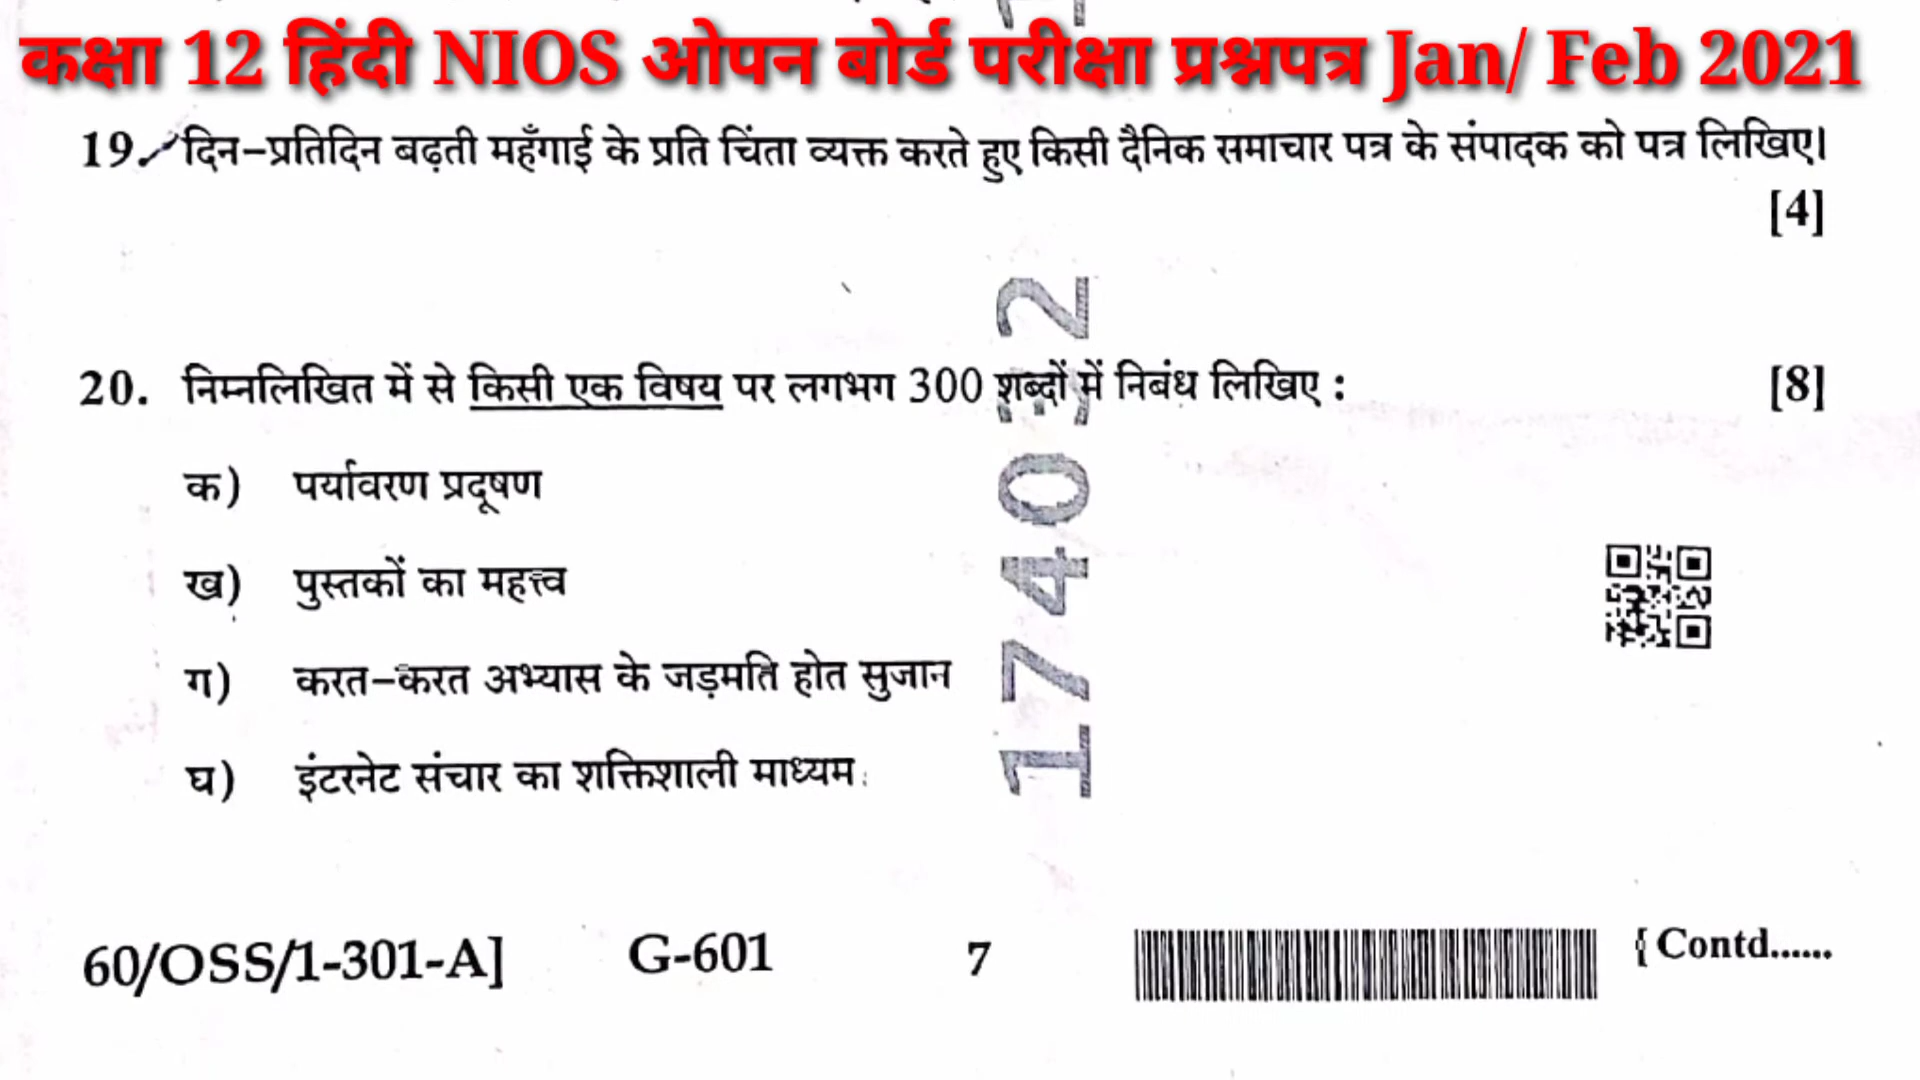 कक्षा 12 हिंदी NIOS ओपन बोर्ड परीक्षा प्रश्नपत्र Jan/ Feb 2021
19. दिन-प्रतिदिन बढ़ती महँगाई के प्रति चिंता व्यक्त करते हुए किसी दैनिक समाचार पत्र के संपादक को पत्र लिखिए।
[4]
20. निम्नलिखित में से किसी एक विषय पर लगभग 300 शब्दों में निबंध लिखिए : [8]
क) पर्यावरण प्रदूषण
ख) पुस्तकों का महत्त्व
ग) करत-करत अभ्यास के जड़मति होत सुजान
घ) इंटरनेट संचार का शक्तिशाली माध्यम
17402
60/OSS/1-301-A] G-601 7 [ Contd......